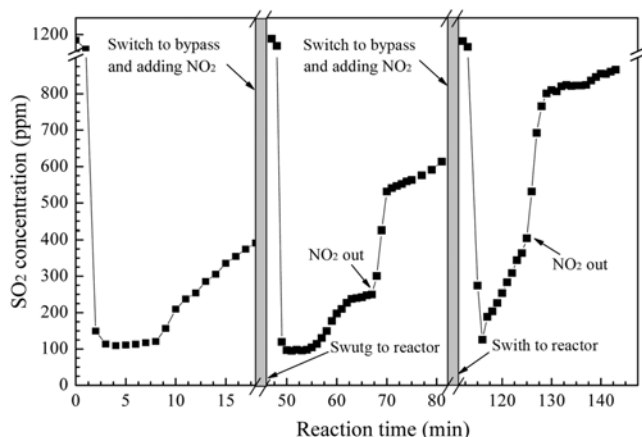 Switch to bypass
and adding NO₂
Switch to bypass
and adding NO₂
NO₂ out
Swutg to reactor
NO₂ out
Swith to reactor
SO₂ concentration (ppm)
1200
800
700
600
500
400
300
200
100
0
0 5 10 15 50 60 70 80 120 130 140
Reaction time (min)